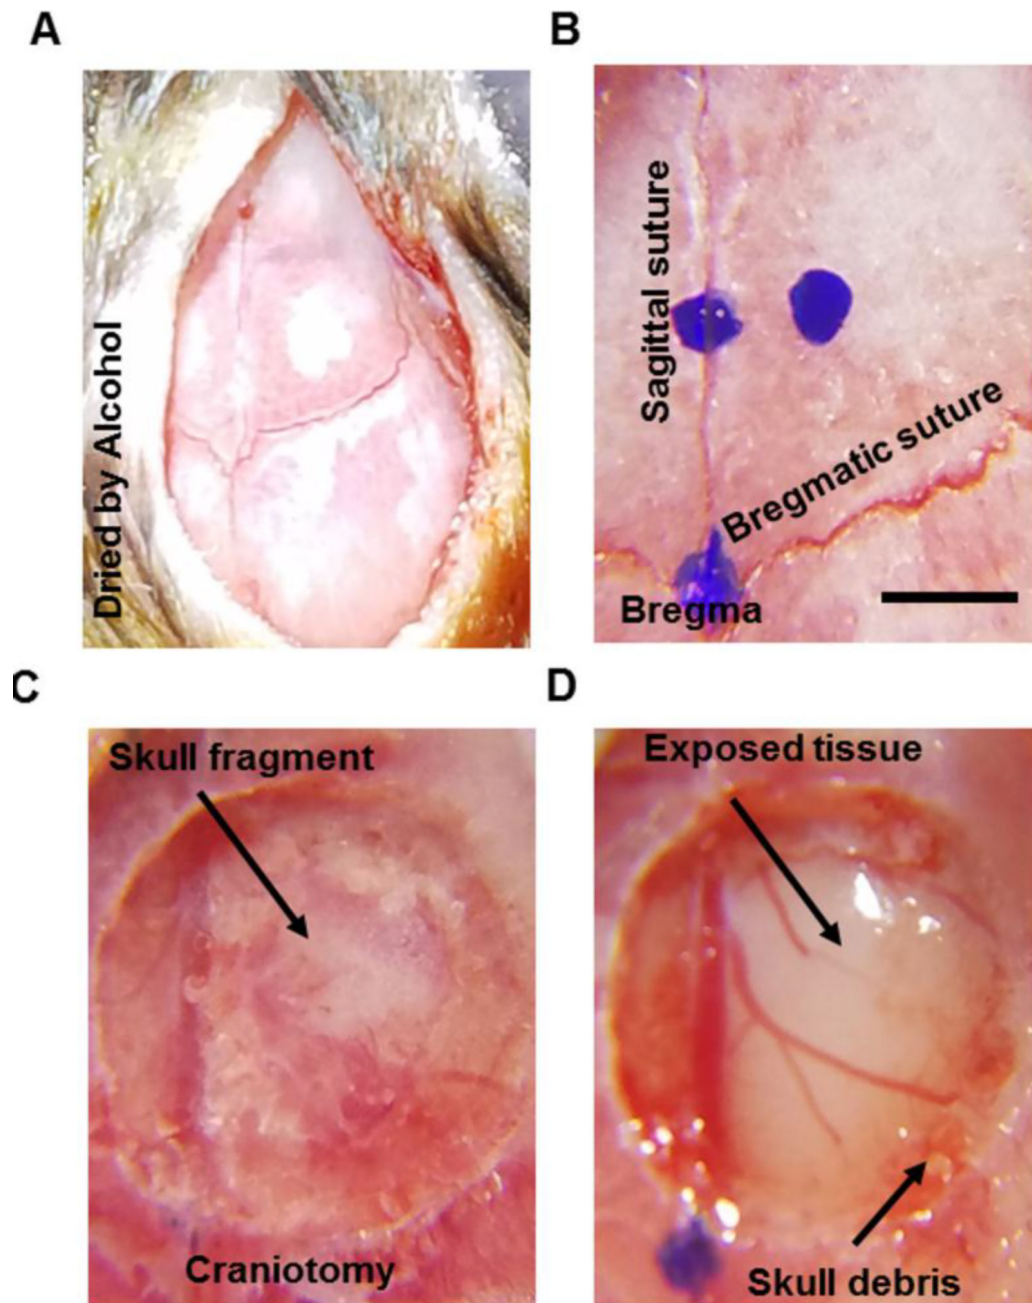 A
B
Dried by Alcohol
Sagittal suture
Bregmatic suture
Bregma
C
D
Skull fragment
Exposed tissue
Craniotomy
Skull debris